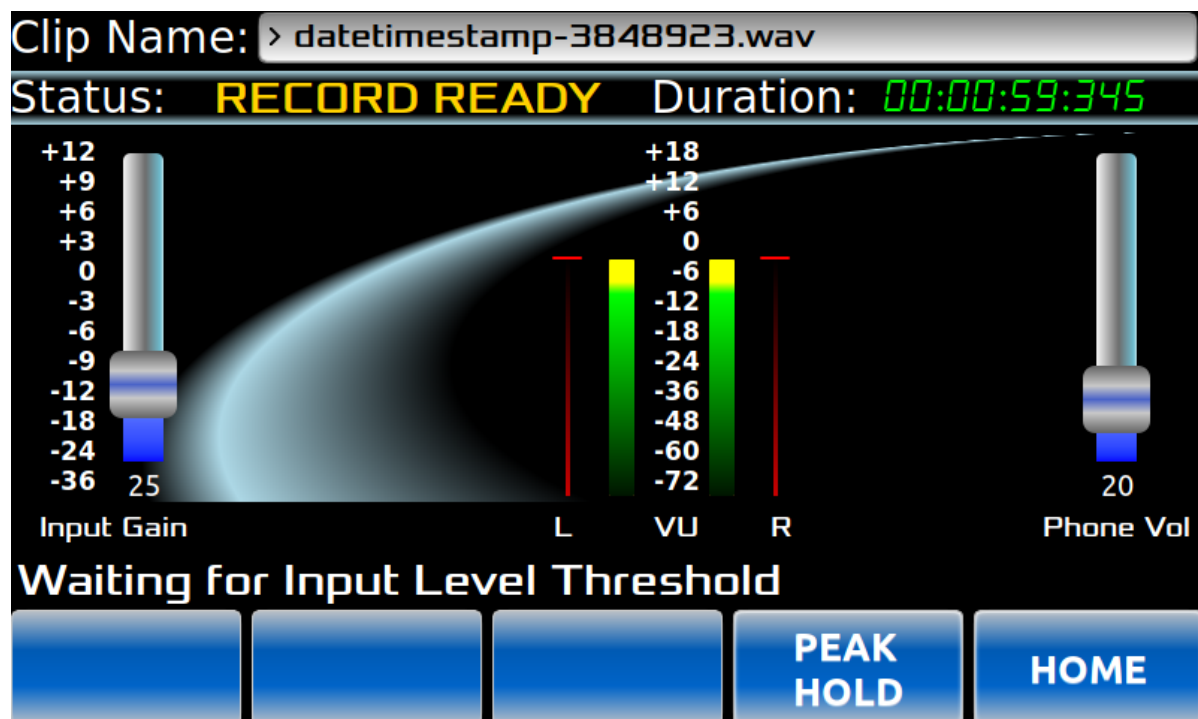 Clip Name: > datetimestamp-3848923.wav
Status: RECORD READY Duration: 00:00:59:345
+12 +18
+9 +12
+6 +6
+3 0
0 -6
-3 -12
-6 -18
-9 -24
-12 -36
-18 -48
-24 -60
-36 -72
25 20
Input Gain L VU R Phone Vol
Waiting for Input Level Threshold
PEAK
HOLD
HOME